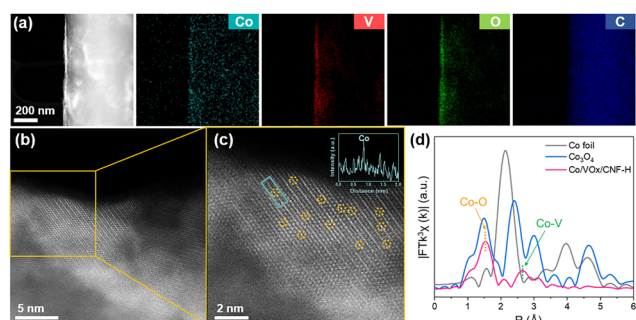 (a)
Co
V
O
C
200 nm
(b)
5 nm
(c)
Co
Intensity (a.u.)
Distance (nm)
2 nm
(d)
Co foil
Co₃O₄
Co/VOx/CNF-H
Co-O
Co-V
|FTk³χ (k)| (a.u.)
0 1 2 3 4 5 6
R (Å)